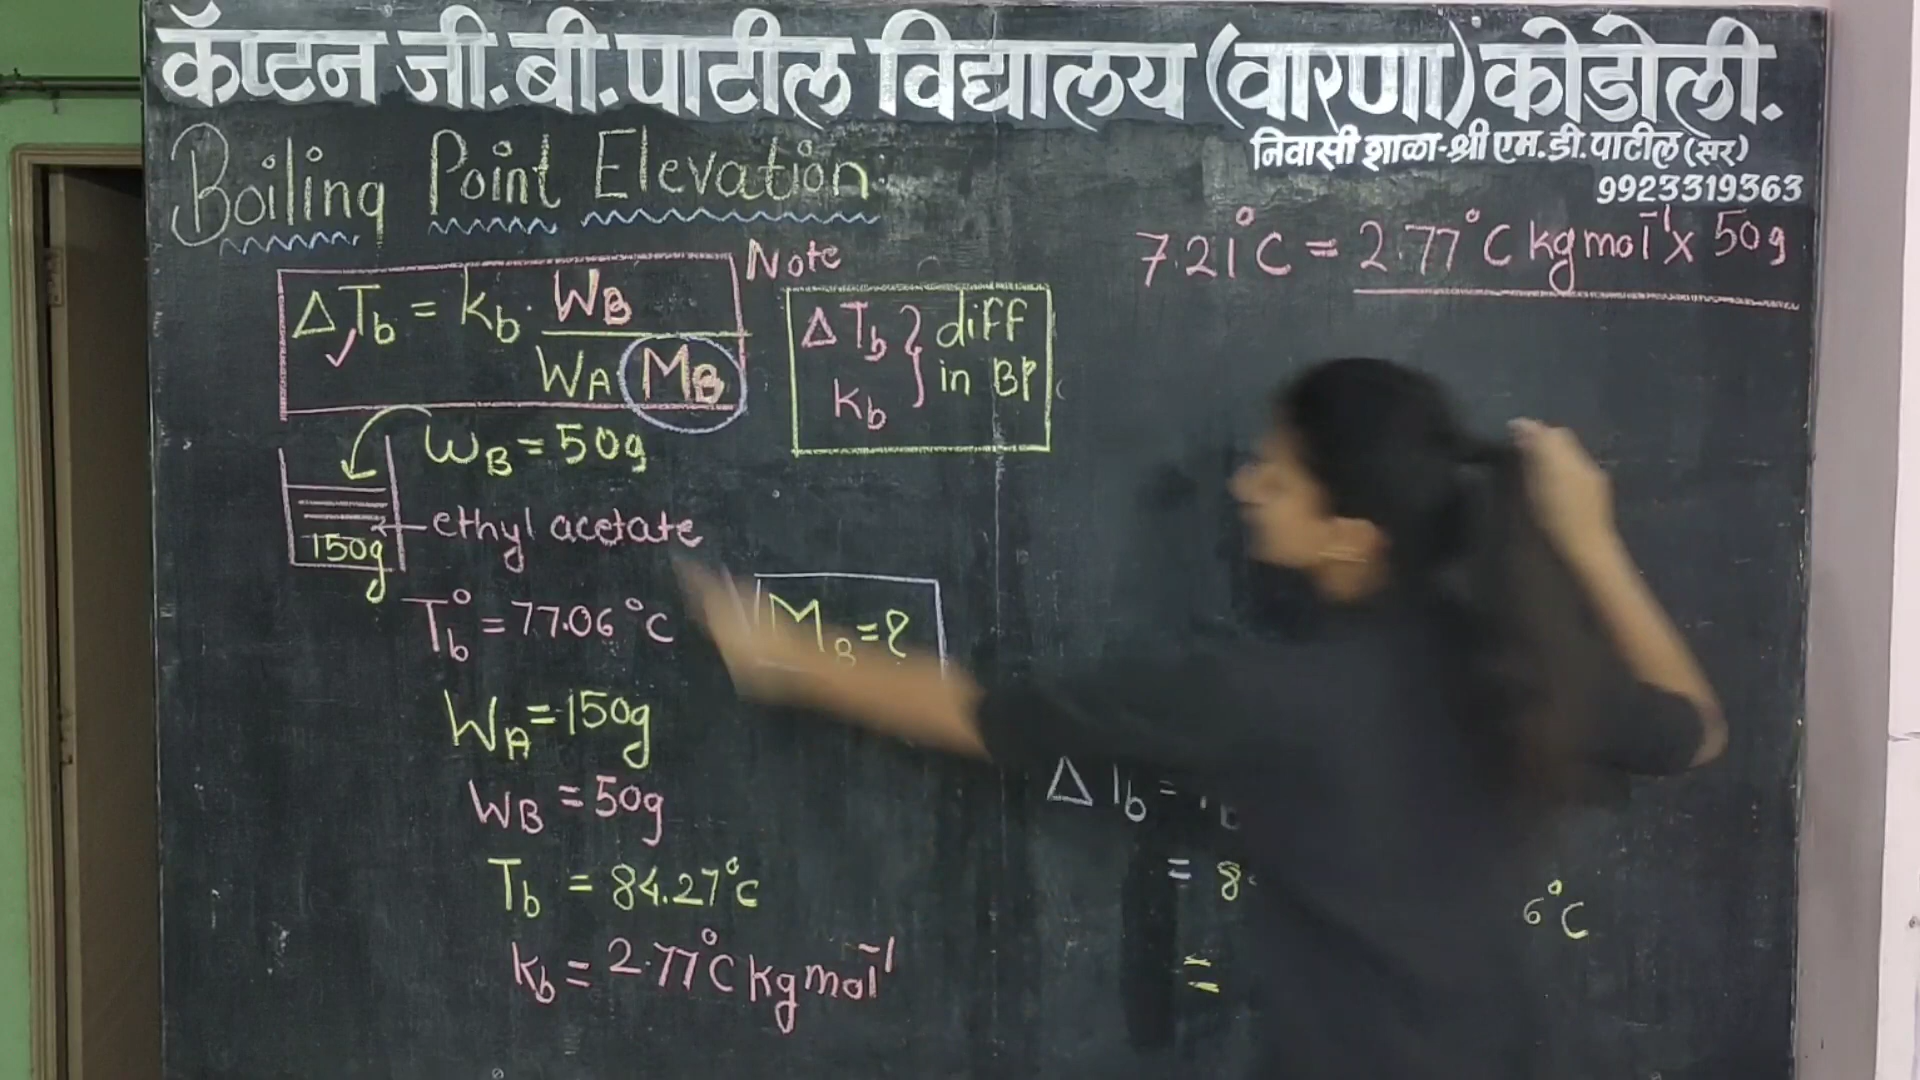 कॅप्टन जी.बी.पाटील विद्यालय (वारणा) कोडोली.
निवासी शाळा-श्री एम.डी.पाटील (सर)
9923319363
Boiling Point Elevation
ΔTb = Kb. WB / WA MB
Note
ΔTb } diff
Kb in BP
7.21°C = 2.77°C kg mol⁻¹ x 50g
WB = 50g
ethyl acetate
150g
T°b = 77.06°C
MB = ?
WA = 150g
WB = 50g
Tb = 84.27°C
Kb = 2.77°C kg mol⁻¹
ΔTb =
= 8
6°C
=